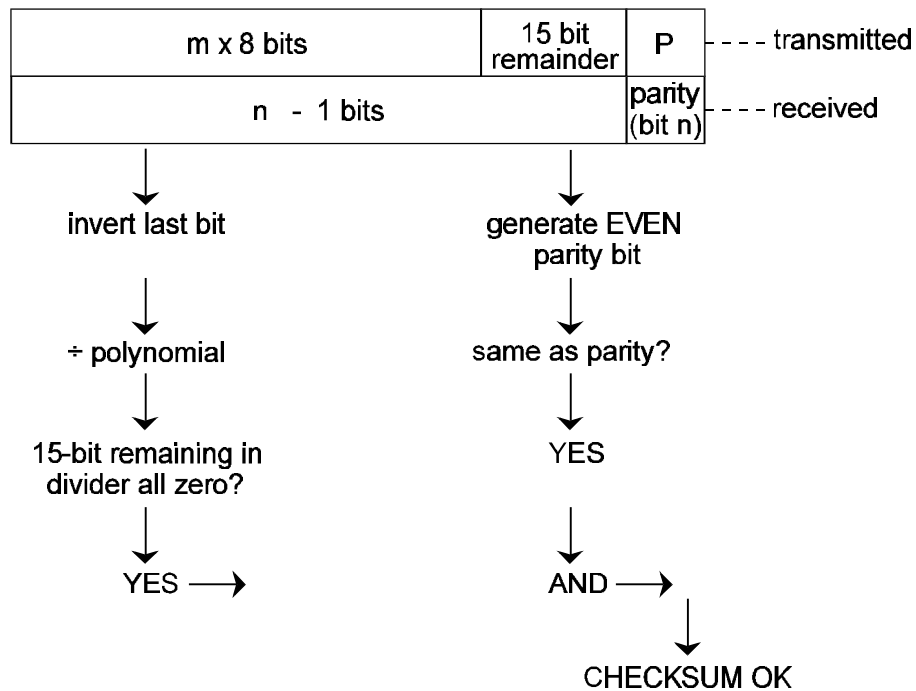 m x 8 bits
15 bit
remainder
P
transmitted
n - 1 bits
parity
(bit n)
received
invert last bit
generate EVEN
parity bit
÷ polynomial
same as parity?
15-bit remaining in
divider all zero?
YES
YES
AND
CHECKSUM OK